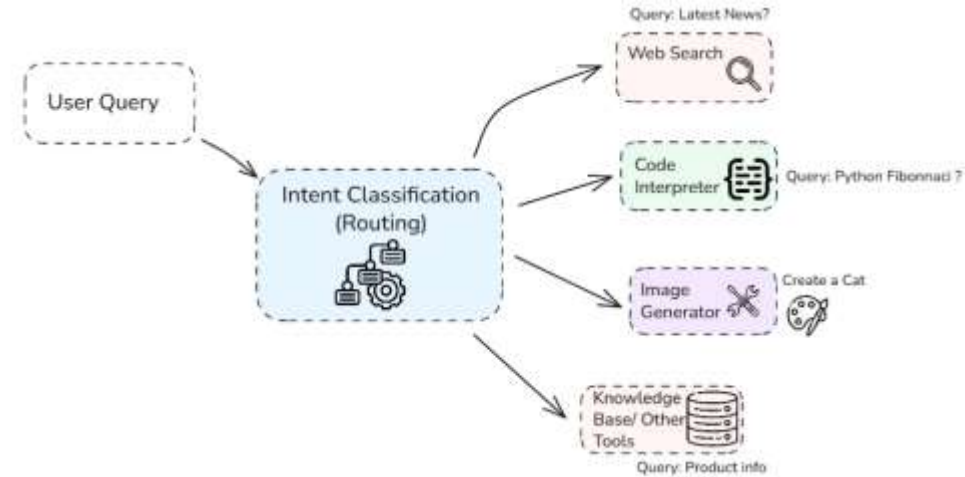 Query: Latest News?
Web Search
User Query
Code
Interpreter
Query: Python Fibonnaci ?
Intent Classification
(Routing)
Image
Generator
Create a Cat
Knowledge
Base/ Other
Tools
Query: Product info